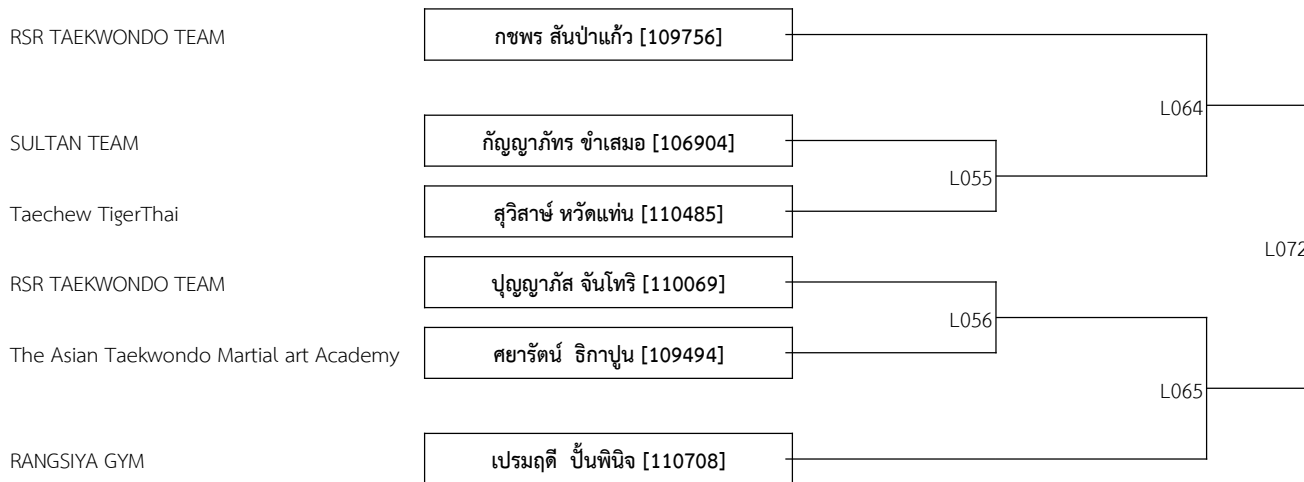 RSR TAEKWONDO TEAM กชพร สันป่าแก้ว [109756]
L064
SULTAN TEAM กัญญาภัทร ขำเสมอ [106904]
L055
Taechew TigerThai สุวิสาษ์ หวัดแท่น [110485]
L072
RSR TAEKWONDO TEAM ปุญญาภัส จันโทริ [110069]
L056
The Asian Taekwondo Martial art Academy ศยารัตน์  ธิกาปูน [109494]
L065
RANGSIYA GYM เปรมฤดี  ปั้นพินิจ [110708]